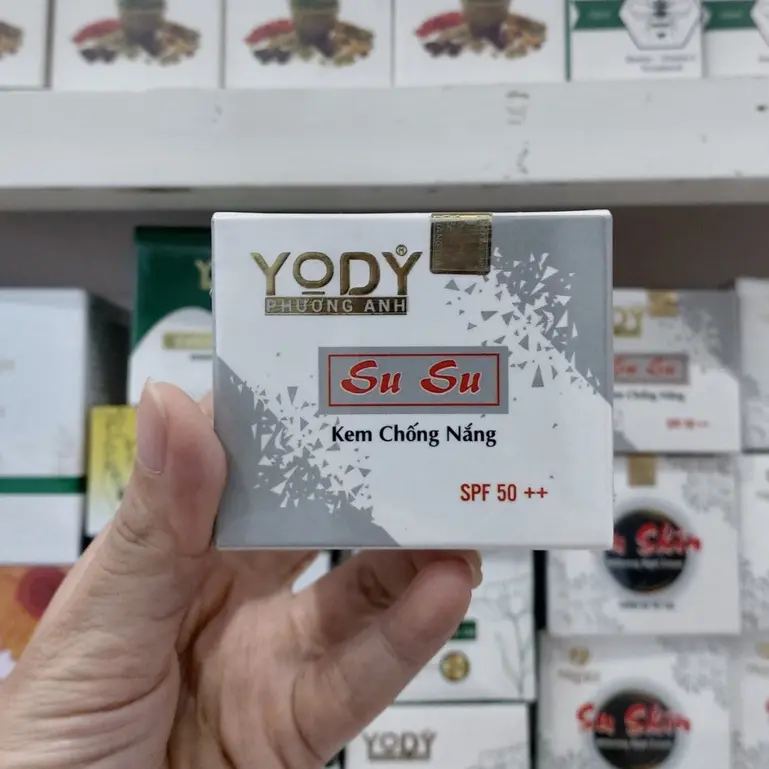 YODY®
PHƯƠNG ANH
Su Su
Kem Chống Nắng
SPF 50 ++
YODY
Su Su
Kem Chống Nắng
Su Skin
Su Skin
YODY